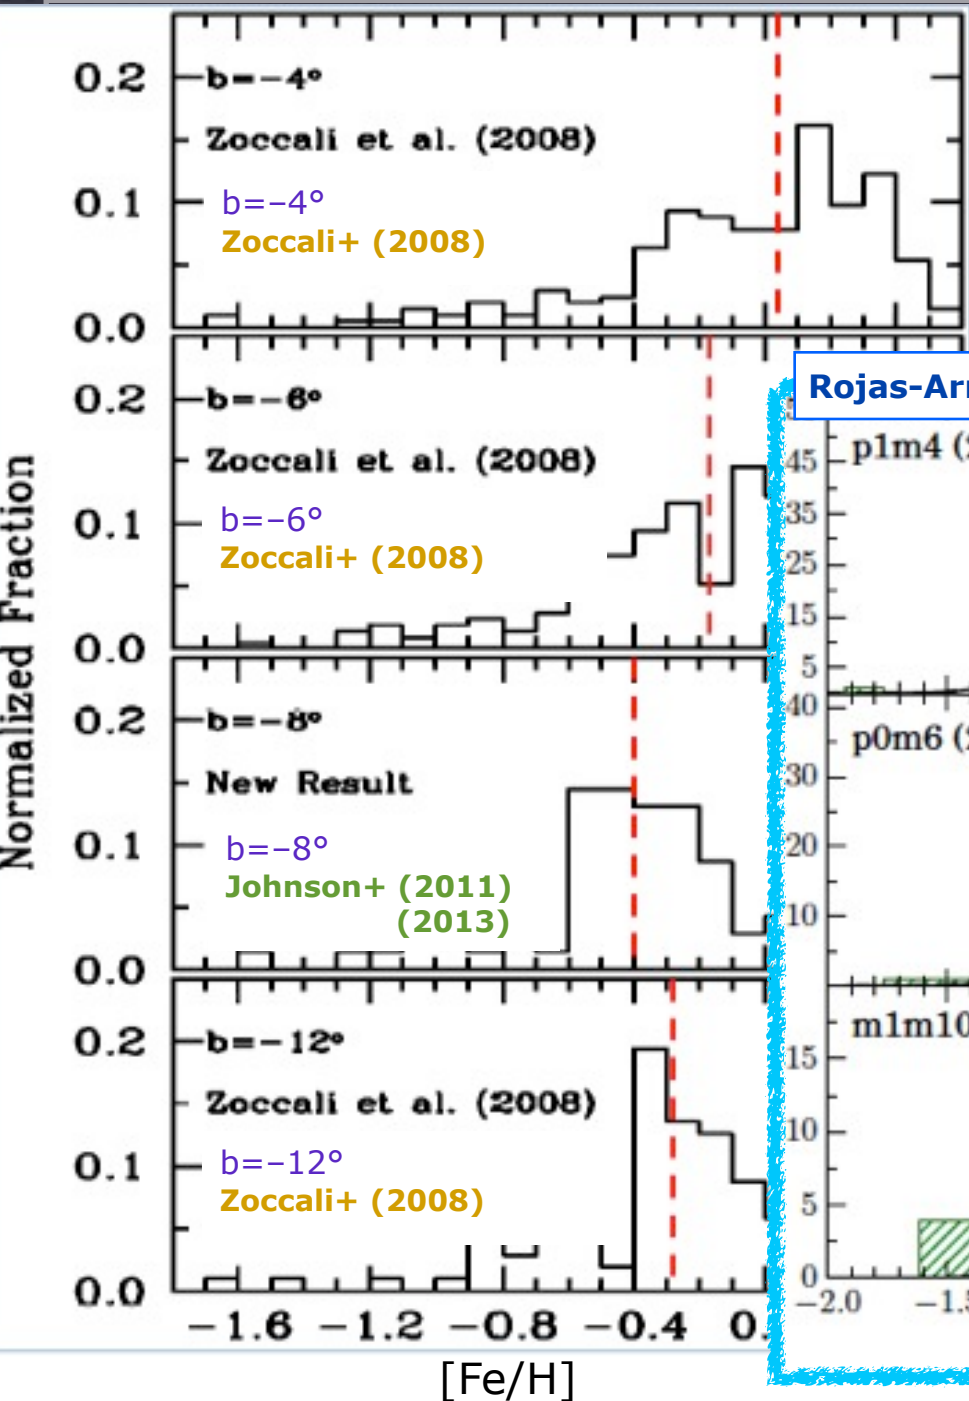 0.2
b=−4°
Zoccali et al. (2008)
0.1
b=–4°
Zoccali+ (2008)
0.0
0.2
b=−6°
Zoccali et al. (2008)
0.1
b=–6°
Zoccali+ (2008)
0.0
Normalized Fraction
0.2
b=−8°
New Result
0.1
b=–8°
Johnson+ (2011)
(2013)
0.0
0.2
b=−12°
Zoccali et al. (2008)
0.1
b=–12°
Zoccali+ (2008)
0.0
−1.6 −1.2 −0.8 −0.4 0.
[Fe/H]
p1m4 (
45
35
25
15
5
40
p0m6 (
30
20
10
m1m10
15
10
5
0
−2.0